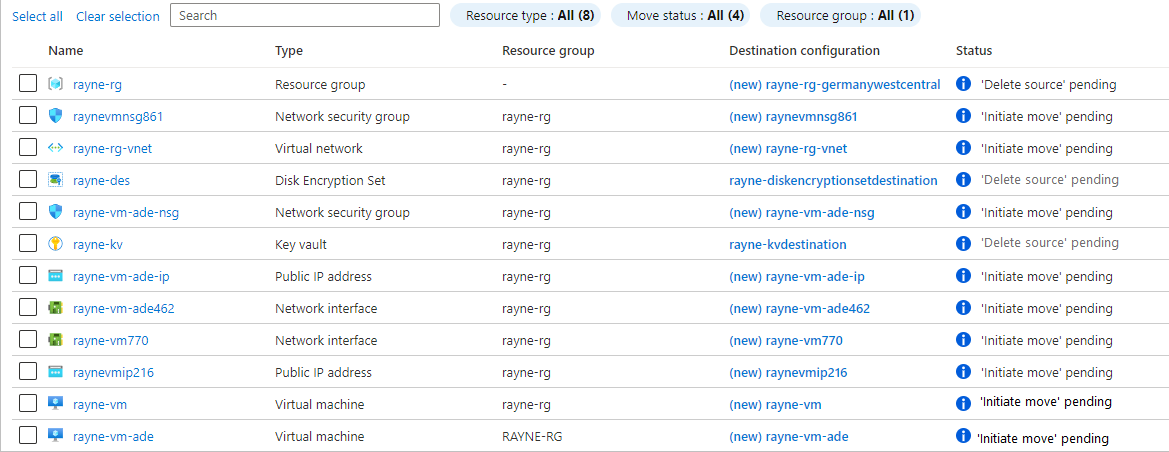 Select all Clear selection Search Resource type : All (8) Move status : All (4) Resource group : All (1)
Name Type Resource group Destination configuration Status
rayne-rg Resource group - (new) rayne-rg-germanywestcentral 'Delete source' pending
raynevmnsg861 Network security group rayne-rg (new) raynevmnsg861 'Initiate move' pending
rayne-rg-vnet Virtual network rayne-rg (new) rayne-rg-vnet 'Initiate move' pending
rayne-des Disk Encryption Set rayne-rg rayne-diskencryptionsetdestination 'Delete source' pending
rayne-vm-ade-nsg Network security group rayne-rg (new) rayne-vm-ade-nsg 'Initiate move' pending
rayne-kv Key vault rayne-rg rayne-kvdestination 'Delete source' pending
rayne-vm-ade-ip Public IP address rayne-rg (new) rayne-vm-ade-ip 'Initiate move' pending
rayne-vm-ade462 Network interface rayne-rg (new) rayne-vm-ade462 'Initiate move' pending
rayne-vm770 Network interface rayne-rg (new) rayne-vm770 'Initiate move' pending
raynevmip216 Public IP address rayne-rg (new) raynevmip216 'Initiate move' pending
rayne-vm Virtual machine rayne-rg (new) rayne-vm 'Initiate move' pending
rayne-vm-ade Virtual machine RAYNE-RG (new) rayne-vm-ade 'Initiate move' pending